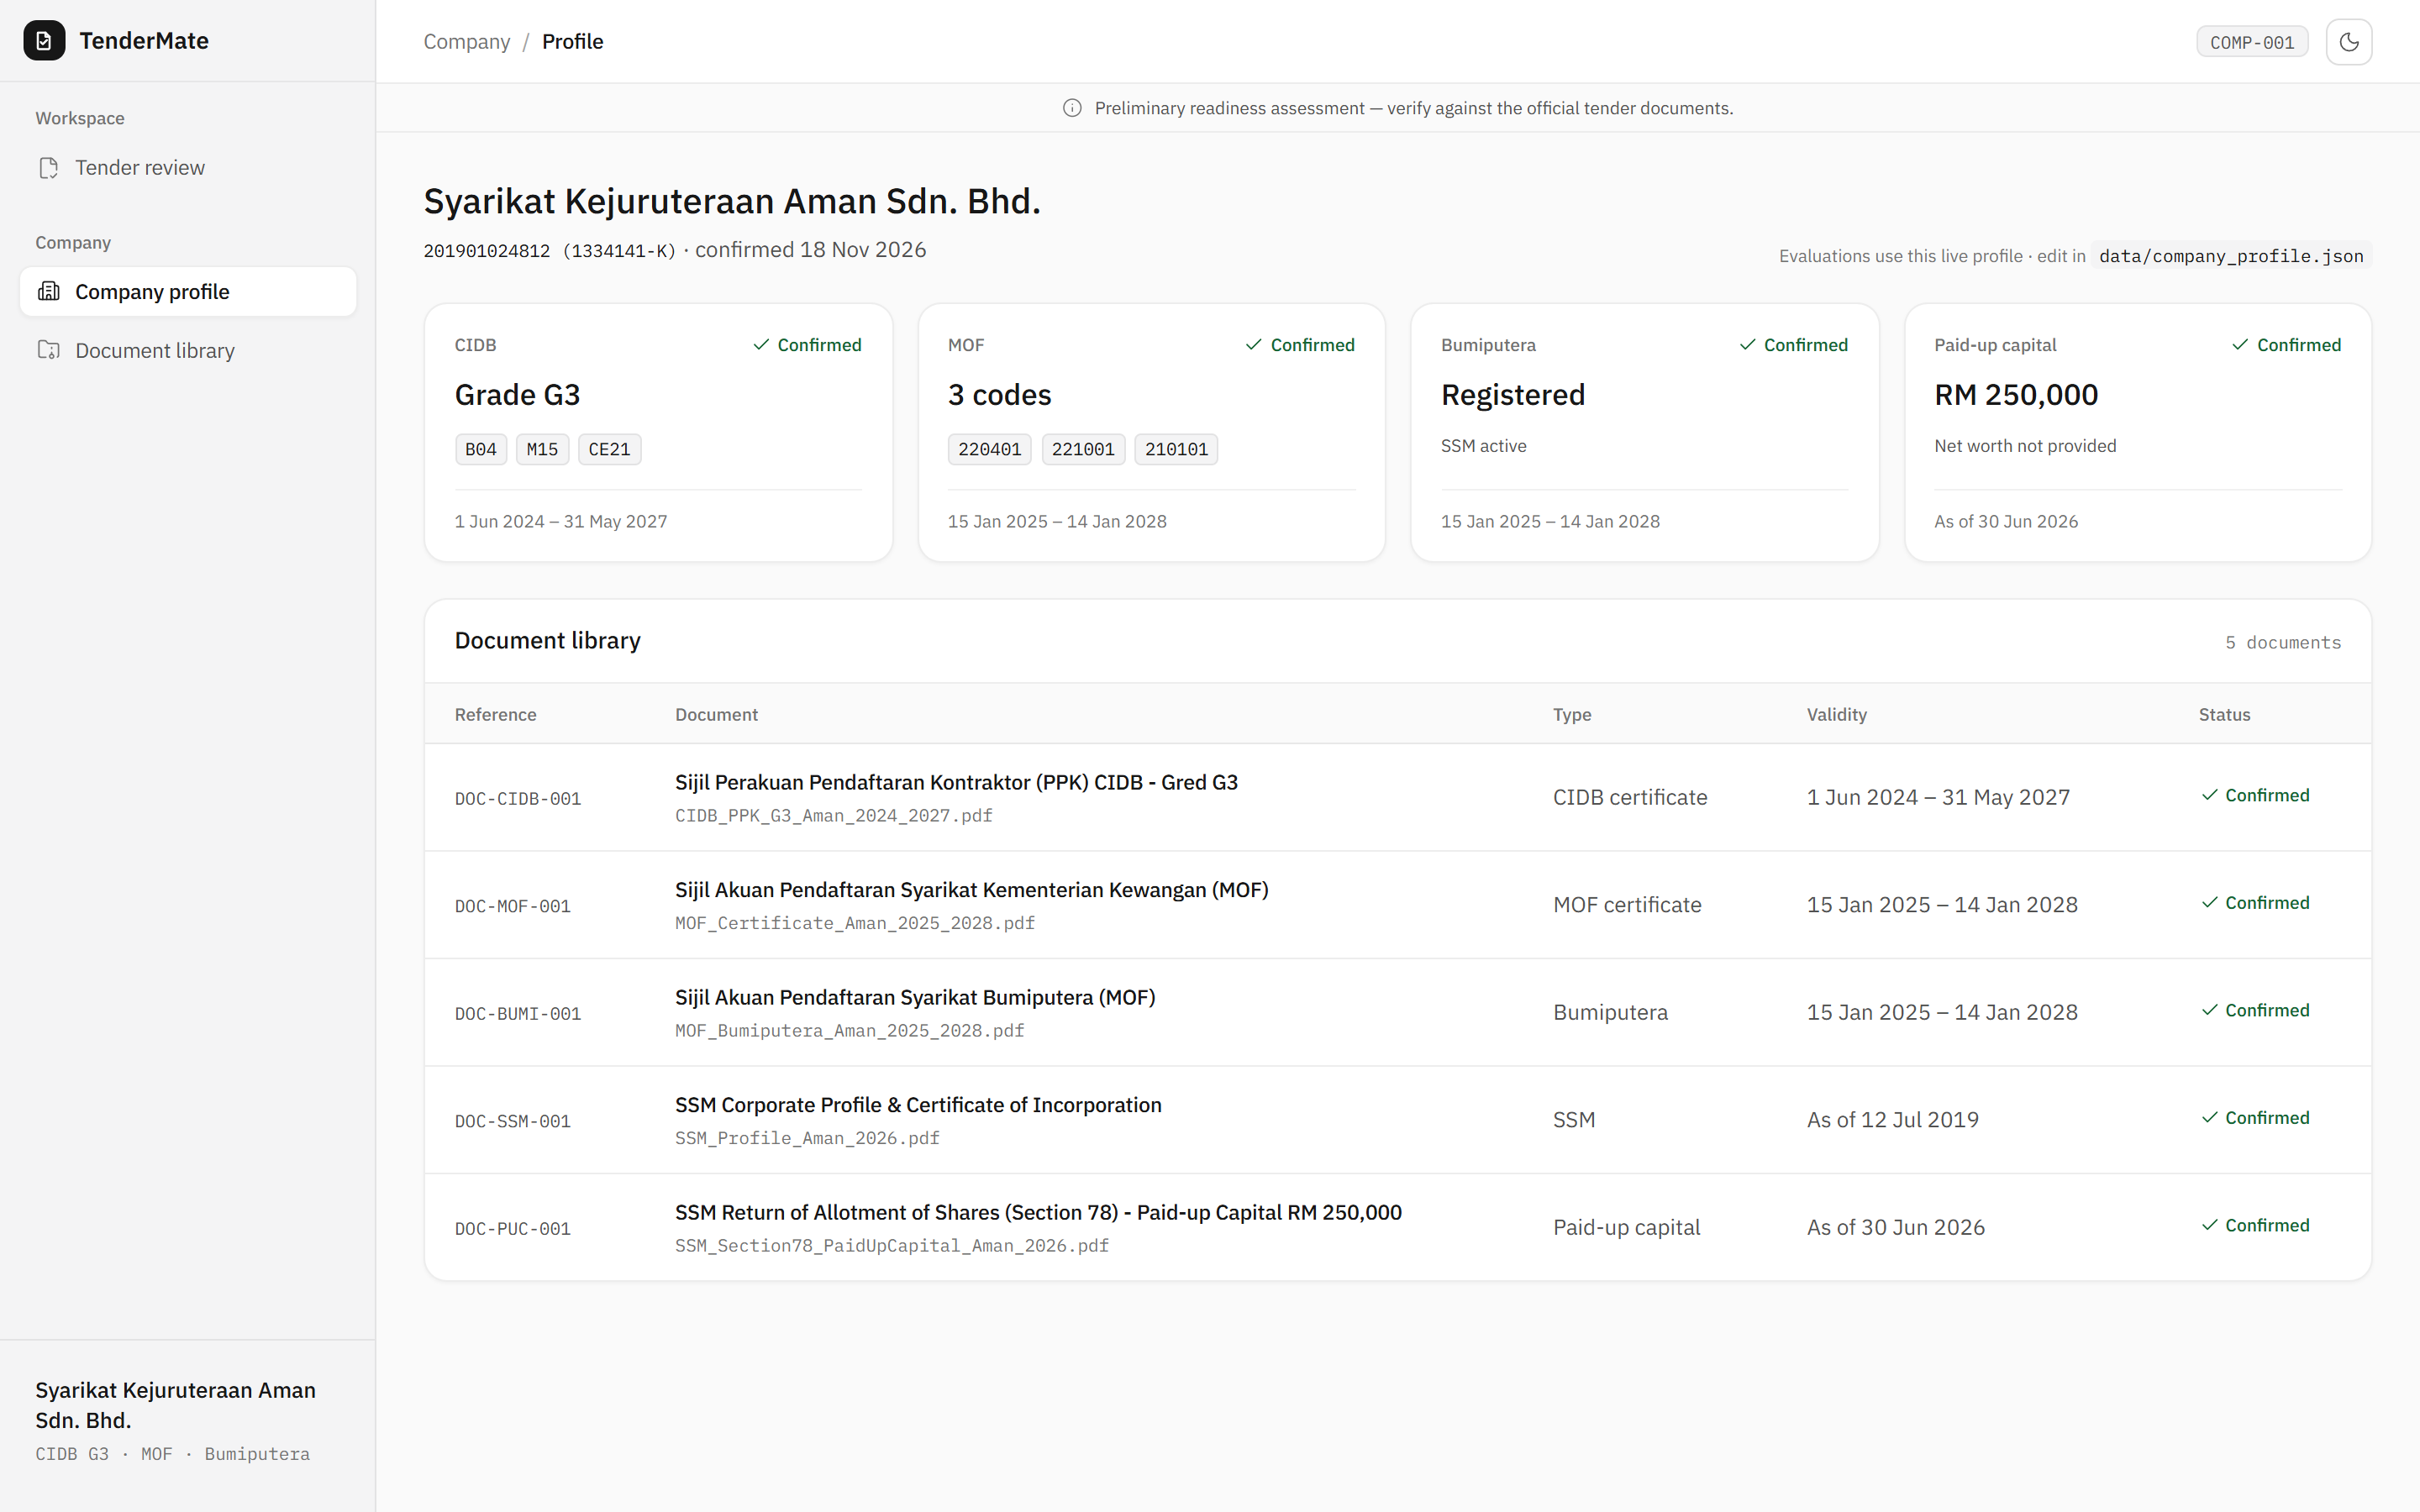 TenderMate
Workspace
Tender review
Company
Company profile
Document library
Syarikat Kejuruteraan Aman
Sdn. Bhd.
CIDB G3 · MOF · Bumiputera
Company / Profile
COMP-001
Preliminary readiness assessment — verify against the official tender documents.
Syarikat Kejuruteraan Aman Sdn. Bhd.
201901024812 (1334141-K) · confirmed 18 Nov 2026
Evaluations use this live profile · edit in data/company_profile.json
CIDB
Confirmed
Grade G3
B04 M15 CE21
1 Jun 2024 – 31 May 2027
MOF
Confirmed
3 codes
220401 221001 210101
15 Jan 2025 – 14 Jan 2028
Bumiputera
Confirmed
Registered
SSM active
15 Jan 2025 – 14 Jan 2028
Paid-up capital
Confirmed
RM 250,000
Net worth not provided
As of 30 Jun 2026
Document library
5 documents
Reference Document Type Validity Status
DOC-CIDB-001
Sijil Perakuan Pendaftaran Kontraktor (PPK) CIDB - Gred G3
CIDB_PPK_G3_Aman_2024_2027.pdf
CIDB certificate
1 Jun 2024 – 31 May 2027
Confirmed
DOC-MOF-001
Sijil Akuan Pendaftaran Syarikat Kementerian Kewangan (MOF)
MOF_Certificate_Aman_2025_2028.pdf
MOF certificate
15 Jan 2025 – 14 Jan 2028
Confirmed
DOC-BUMI-001
Sijil Akuan Pendaftaran Syarikat Bumiputera (MOF)
MOF_Bumiputera_Aman_2025_2028.pdf
Bumiputera
15 Jan 2025 – 14 Jan 2028
Confirmed
DOC-SSM-001
SSM Corporate Profile & Certificate of Incorporation
SSM_Profile_Aman_2026.pdf
SSM
As of 12 Jul 2019
Confirmed
DOC-PUC-001
SSM Return of Allotment of Shares (Section 78) - Paid-up Capital RM 250,000
SSM_Section78_PaidUpCapital_Aman_2026.pdf
Paid-up capital
As of 30 Jun 2026
Confirmed